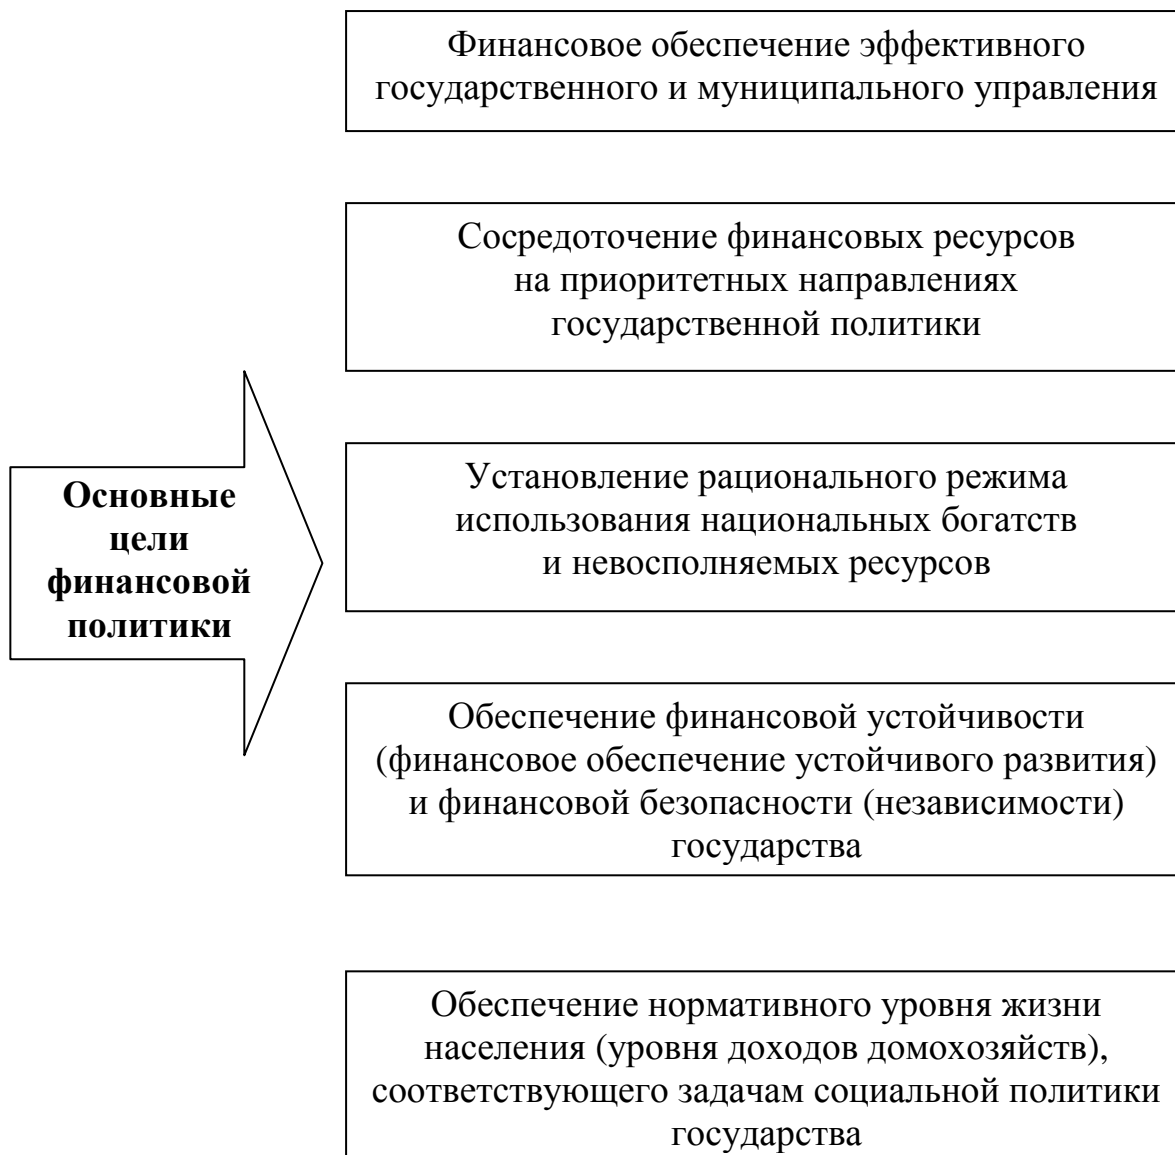 Финансовое обеспечение эффективного
государственного и муниципального управления
Сосредоточение финансовых ресурсов
на приоритетных направлениях
государственной политики
Основные
цели
финансовой
политики
Установление рационального режима
использования национальных богатств
и невосполняемых ресурсов
Обеспечение финансовой устойчивости
(финансовое обеспечение устойчивого развития)
и финансовой безопасности (независимости)
государства
Обеспечение нормативного уровня жизни
населения (уровня доходов домохозяйств),
соответствующего задачам социальной политики
государства